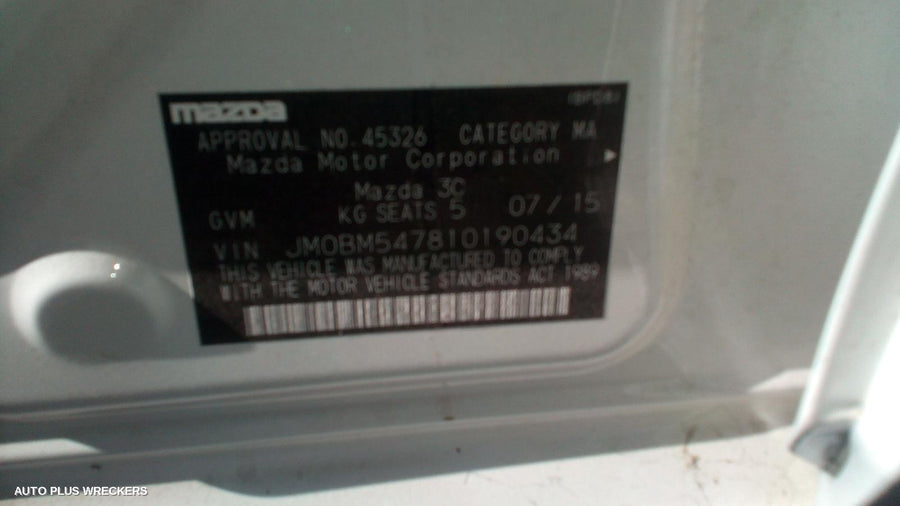 mazda
APPROVAL NO. 45326 CATEGORY MA
Mazda Motor Corporation
Mazda 3C
GVM KG SEATS 5 07 / 15
VIN JM0BM547810190434
THIS VEHICLE WAS MANUFACTURED TO COMPLY
WITH THE MOTOR VEHICLE STANDARDS ACT 1989
AUTO PLUS WRECKERS